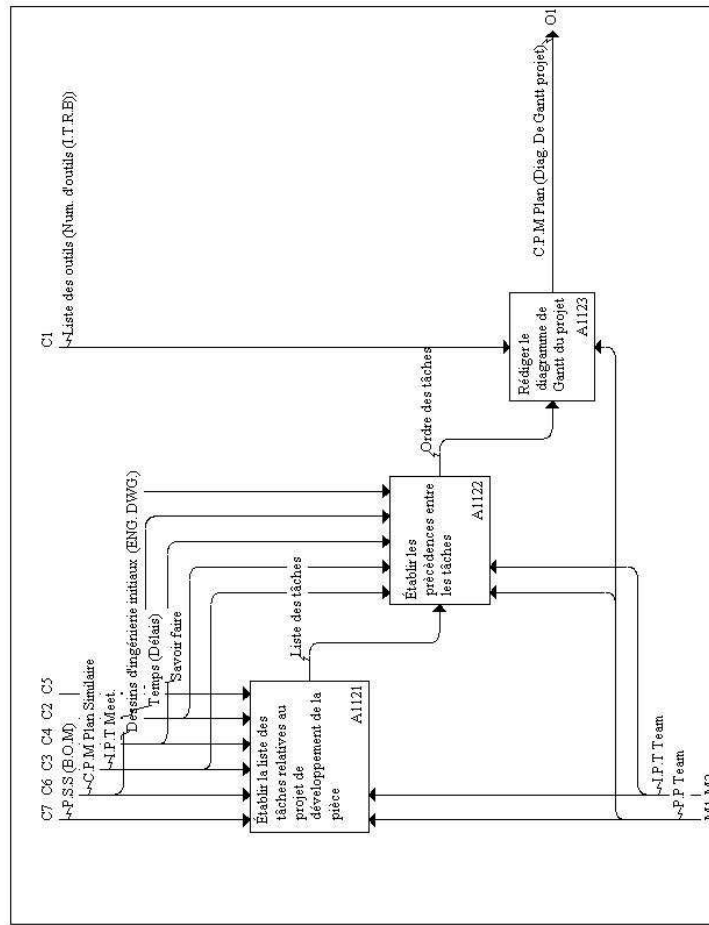 C1
Liste des outils (Num. d'outils (I.T.R.B))
C7 C6 C3 C4 C2 C5
P.S.S (B.O.M)
C.P.M Plan Similaire
I.P.T Meet.
Dessins d'ingénierie initiaux (ENG. DWG.)
Temps (Délais)
Savoir faire
Établir la liste des
tâches relatives au
projet de
développement de la
pièce
A1121
Liste des tâches
Établir les
précèdences entre
les tâches
A1122
Ordre des tâches
Rédiger le
diagramme de
Gantt du projet
A1123
C.P.M Plan (Diag. De Gantt projet)
O1
I.P.T Team
P.P Team
M1 M2